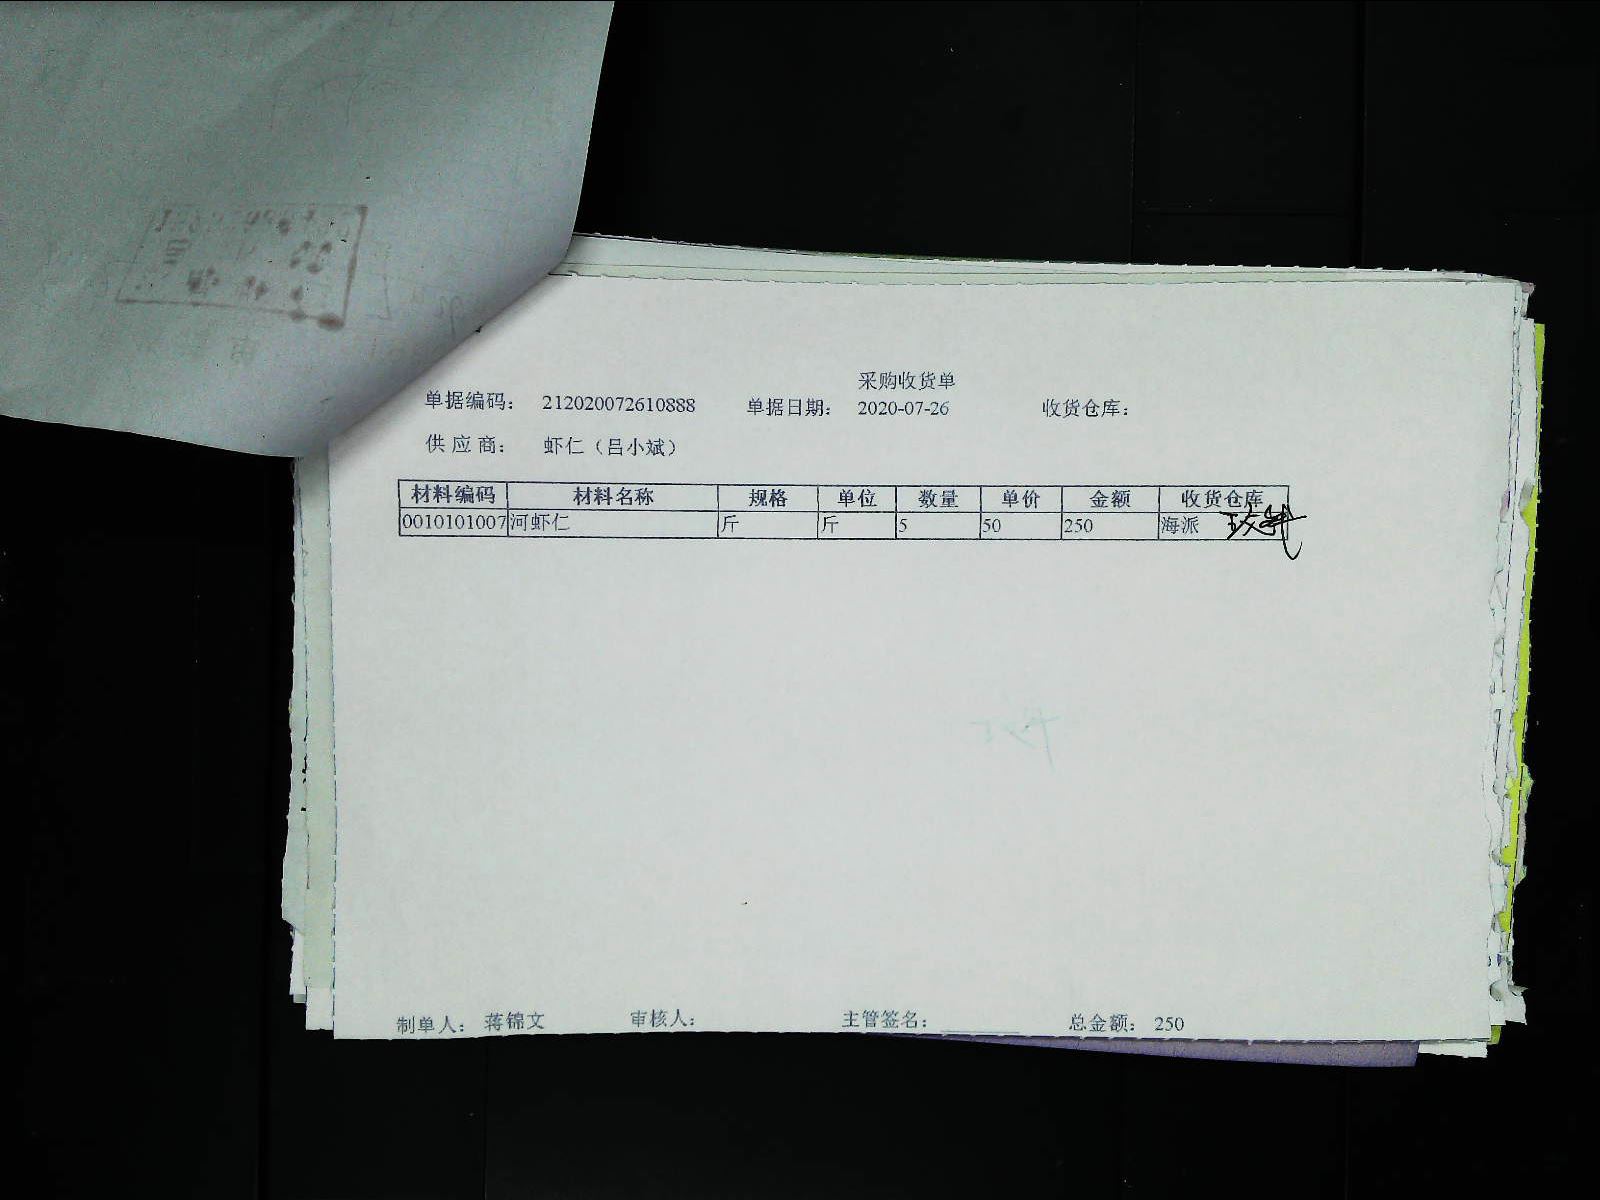 采购收货单
单据编码： 212020072610888 单据日期： 2020-07-26 收货仓库：
供应商： 虾仁（吕小斌）
材料编码 材料名称 规格 单位 数量 单价 金额 收货仓库
0010101007 河虾仁 斤 斤 5 50 250 海派
制单人： 蒋锦文 审核人： 主管签名： 总金额： 250